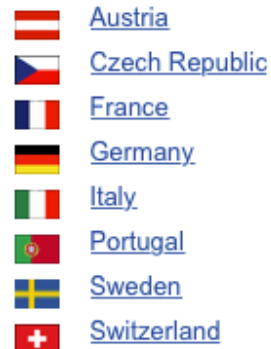 Austria
Czech Republic
France
Germany
Italy
Portugal
Sweden
Switzerland